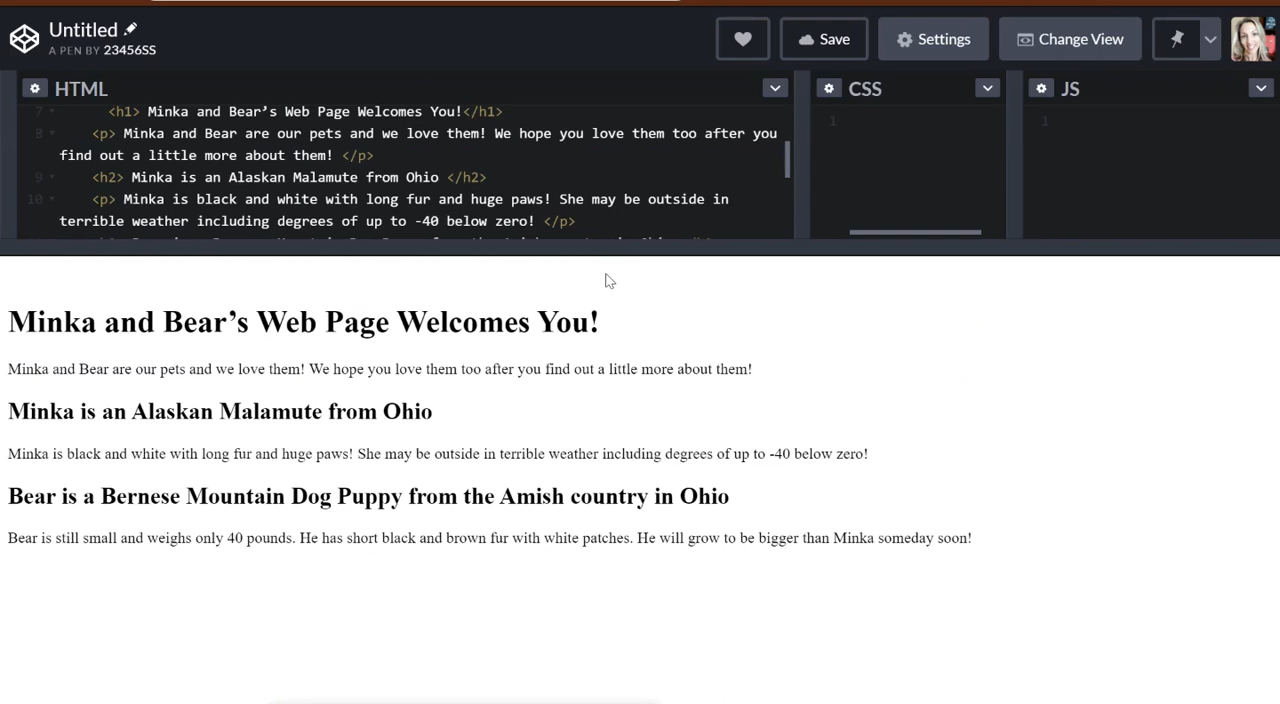 Untitled
A PEN BY 23456SS
Save
Settings
Change View
HTML
CSS
JS
7 <h1> Minka and Bear’s Web Page Welcomes You!</h1>
8 <p> Minka and Bear are our pets and we love them! We hope you love them too after you
find out a little more about them! </p>
9 <h2> Minka is an Alaskan Malamute from Ohio </h2>
10 <p> Minka is black and white with long fur and huge paws! She may be outside in
terrible weather including degrees of up to -40 below zero! </p>
1
1
Minka and Bear’s Web Page Welcomes You!
Minka and Bear are our pets and we love them! We hope you love them too after you find out a little more about them!
Minka is an Alaskan Malamute from Ohio
Minka is black and white with long fur and huge paws! She may be outside in terrible weather including degrees of up to -40 below zero!
Bear is a Bernese Mountain Dog Puppy from the Amish country in Ohio
Bear is still small and weighs only 40 pounds. He has short black and brown fur with white patches. He will grow to be bigger than Minka someday soon!